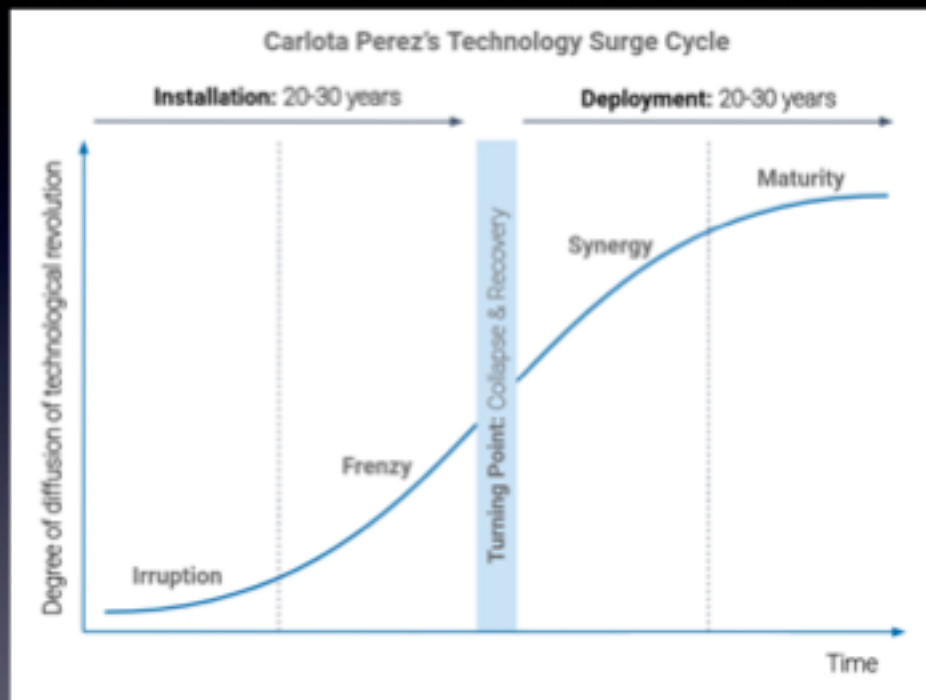 Carlota Perez's Technology Surge Cycle
Installation: 20-30 years
Deployment: 20-30 years
Degree of diffusion of technological revolution
Irruption
Frenzy
Turning Point: Collapse & Recovery
Synergy
Maturity
Time